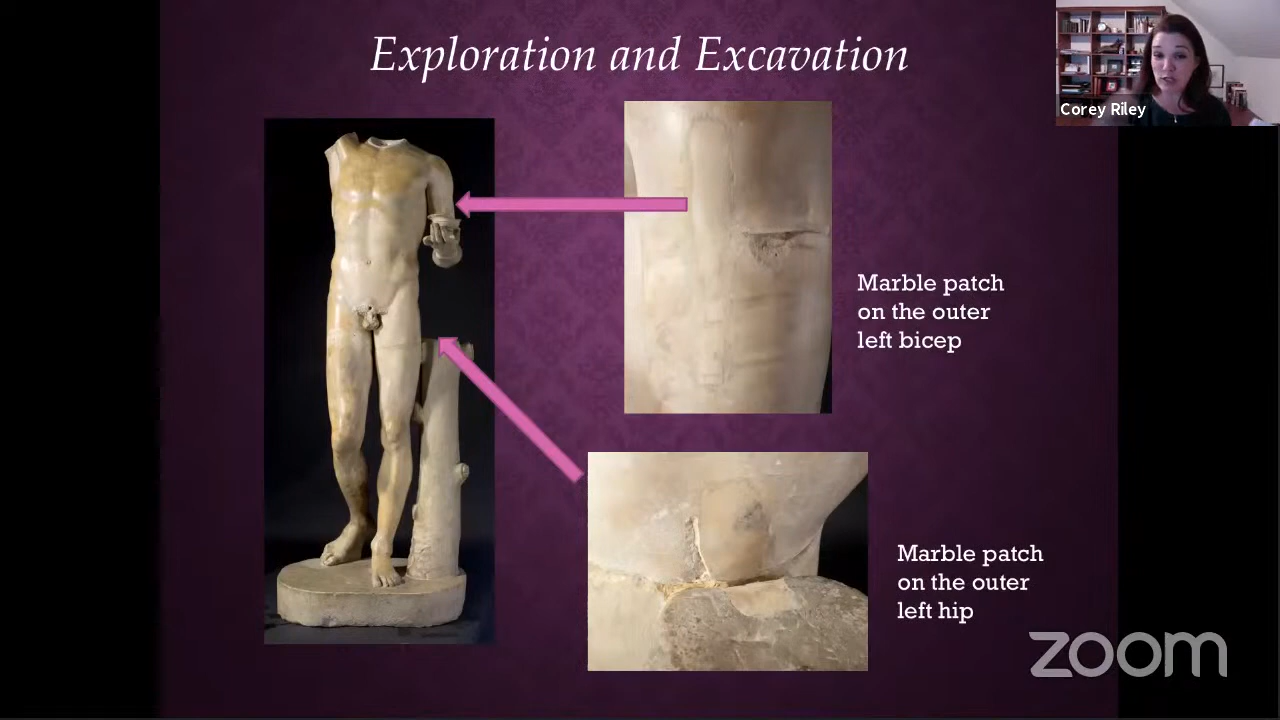 Exploration and Excavation
Corey Riley
Marble patch
on the outer
left bicep
Marble patch
on the outer
left hip
zoom